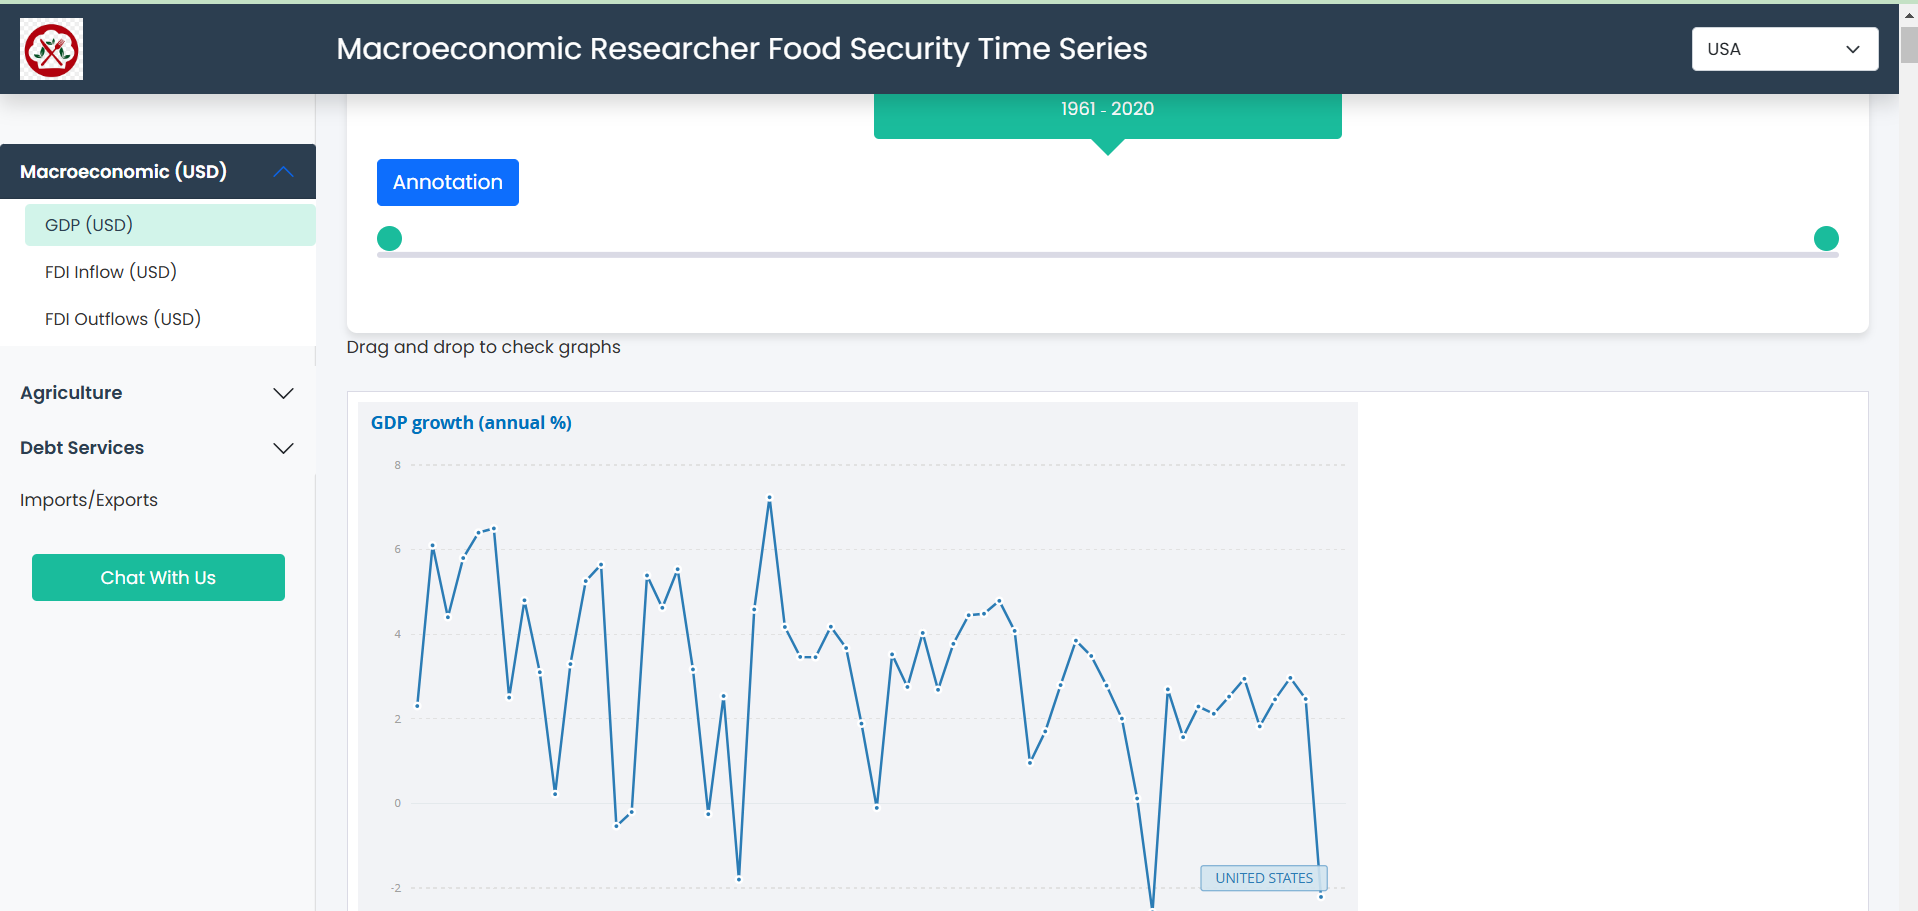 Macroeconomic Researcher Food Security Time Series
USA
1961 - 2020
Macroeconomic (USD)
GDP (USD)
FDI Inflow (USD)
FDI Outflows (USD)
Agriculture
Debt Services
Imports/Exports
Chat With Us
Annotation
Drag and drop to check graphs
GDP growth (annual %)
8
6
4
2
0
-2
UNITED STATES